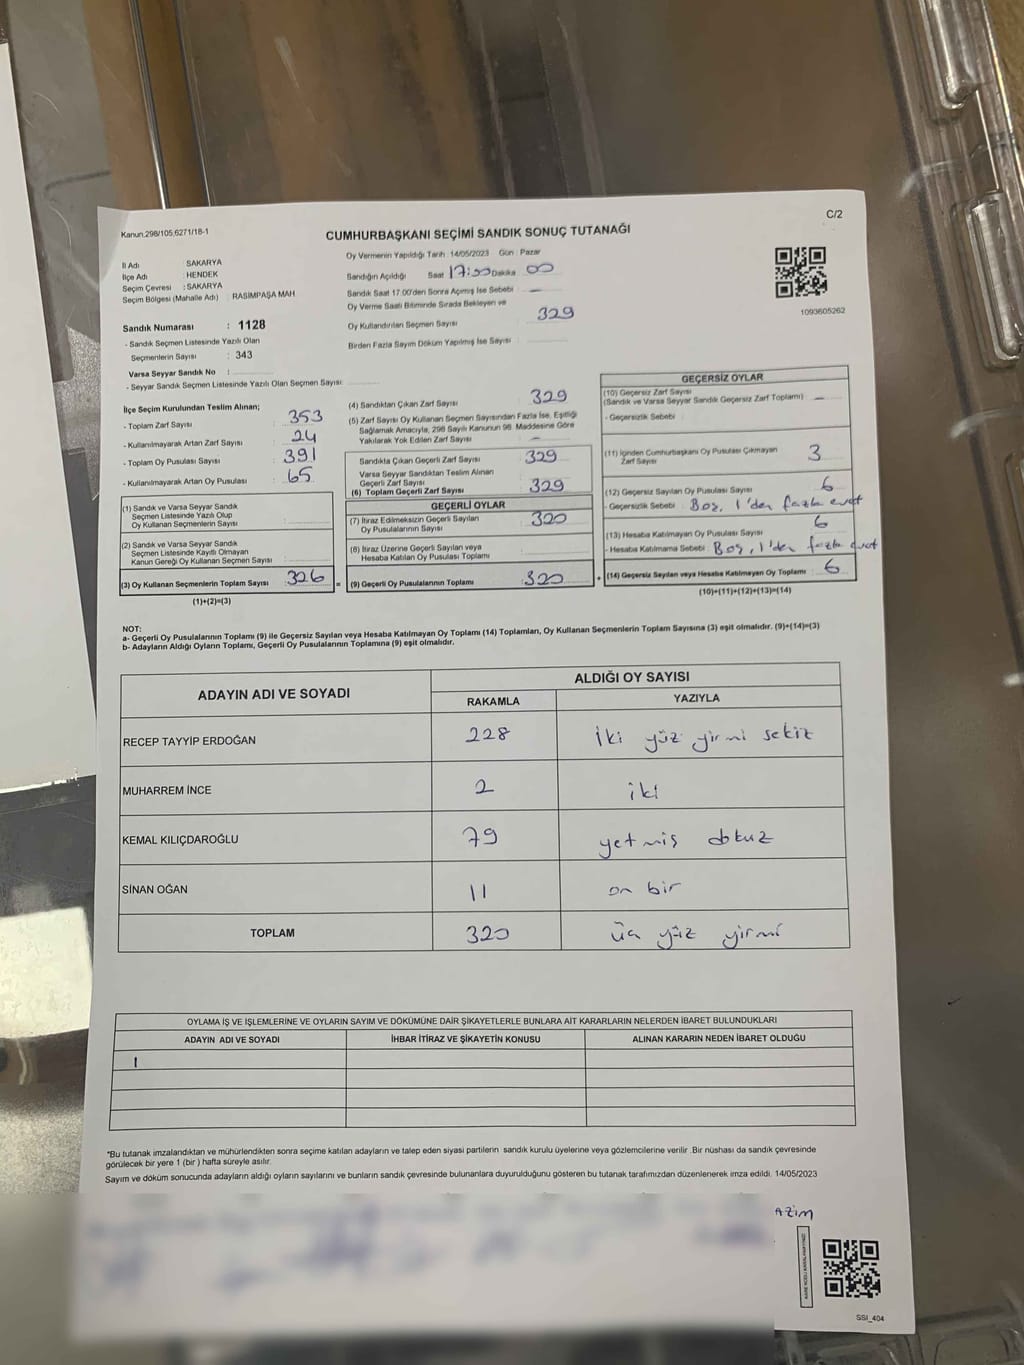 Kanun.298/105,6271/18-1
C/2
CUMHURBAŞKANI SEÇİMİ SANDIK SONUÇ TUTANAĞI
İl Adı : SAKARYA
İlçe Adı : HENDEK
Seçim Çevresi : SAKARYA
Seçim Bölgesi (Mahalle Adı) : RASİMPAŞA MAH
Sandık Numarası : 1128
- Sandık Seçmen Listesinde Yazılı Olan
Seçmenlerin Sayısı : 343
Varsa Seyyar Sandık No :
- Seyyar Sandık Seçmen Listesinde Yazılı Olan Seçmen Sayısı:
Oy Vermenin Yapıldığı Tarih : 14/05/2023 Gün : Pazar
Sandığın Açıldığı Saat 17:00 Dakika 00
Sandık Saat 17:00'den Sonra Açılmış İse Sebebi : —
Oy Verme Saati Bitiminde Sırada Bekleyen ve
Oy Kullandırılan Seçmen Sayısı : 329
Birden Fazla Sayım Döküm Yapılmış İse Sayısı :
1093605262
İlçe Seçim Kurulundan Teslim Alınan;
- Toplam Zarf Sayısı : 353
- Kullanılmayarak Artan Zarf Sayısı : 24
- Toplam Oy Pusulası Sayısı : 391
- Kullanılmayarak Artan Oy Pusulası : 65
(1) Sandık ve Varsa Seyyar Sandık
Seçmen Listesinde Yazılı Olup
Oy Kullanan Seçmenlerin Sayısı :
(2) Sandık ve Varsa Seyyar Sandık
Seçmen Listesinde Kayıtlı Olmayan
Kanun Gereği Oy Kullanan Seçmen Sayısı :
(3) Oy Kullanan Seçmenlerin Toplam Sayısı : 326
(1)+(2)=(3)
(4) Sandıktan Çıkan Zarf Sayısı : 329
(5) Zarf Sayısı Oy Kullanan Seçmen Sayısından Fazla İse, Eşitliği
Sağlamak Amacıyla, 298 Sayılı Kanunun 98. Maddesine Göre
Yakılarak Yok Edilen Zarf Sayısı : —
Sandıkta Çıkan Geçerli Zarf Sayısı : 329
Varsa Seyyar Sandıktan Teslim Alınan
Geçerli Zarf Sayısı
(6) Toplam Geçerli Zarf Sayısı : 329
GEÇERLİ OYLAR
(7) İtiraz Edilmeksizin Geçerli Sayılan
Oy Pusulalarının Sayısı : 320
(8) İtiraz Üzerine Geçerli Sayılan veya
Hesaba Katılan Oy Pusulası Toplamı :
= (9) Geçerli Oy Pusulalarının Toplamı : 320
GEÇERSİZ OYLAR
(10) Geçersiz Zarf Sayısı
(Sandık ve Varsa Seyyar Sandık Geçersiz Zarf Toplamı) : —
- Geçersizlik Sebebi :
(11) İçinden Cumhurbaşkanı Oy Pusulası Çıkmayan
Zarf Sayısı : 3
(12) Geçersiz Sayılan Oy Pusulası Sayısı : 6
- Geçersizlik Sebebi : Boş, 1'den fazla evet
(13) Hesaba Katılmayan Oy Pusulası Sayısı : 6
- Hesaba Katılmama Sebebi : Boş, 1'den fazla evet
+ (14) Geçersiz Sayılan veya Hesaba Katılmayan Oy Toplamı : 6
(10)+(11)+(12)+(13)=(14)
NOT:
a- Geçerli Oy Pusulalarının Toplamı (9) ile Geçersiz Sayılan veya Hesaba Katılmayan Oy Toplamı (14) Toplamları, Oy Kullanan Seçmenlerin Toplam Sayısına (3) eşit olmalıdır. (9)+(14)=(3)
b- Adayların Aldığı Oyların Toplamı, Geçerli Oy Pusulalarının Toplamına (9) eşit olmalıdır.
ADAYIN ADI VE SOYADI ALDIĞI OY SAYISI
RAKAMLA YAZIYLA
RECEP TAYYİP ERDOĞAN 228 iki yüz yirmi sekiz
MUHARREM İNCE 2 iki
KEMAL KILIÇDAROĞLU 79 yetmiş dokuz
SİNAN OĞAN 11 on bir
TOPLAM 320 üç yüz yirmi
OYLAMA İŞ VE İŞLEMLERİNE VE OYLARIN SAYIM VE DÖKÜMÜNE DAİR ŞİKAYETLERLE BUNLARA AİT KARARLARIN NELERDEN İBARET BULUNDUKLARI
ADAYIN ADI VE SOYADI İHBAR İTİRAZ VE ŞİKAYETİN KONUSU ALINAN KARARIN NEDEN İBARET OLDUĞU
*Bu tutanak imzalandıktan ve mühürlendikten sonra seçime katılan adayların ve talep eden siyasi partilerin sandık kurulu üyelerine veya gözlemcilerine verilir .Bir nüshası da sandık çevresinde
görülecek bir yere 1 (bir ) hafta süreyle asılır.
Sayım ve döküm sonucunda adayların aldığı oyların sayılarını ve bunların sandık çevresinde bulunanlara duyurulduğunu gösteren bu tutanak tarafımızdan düzenlenerek imza edildi. 14/05/2023
AZİM
SSI_404